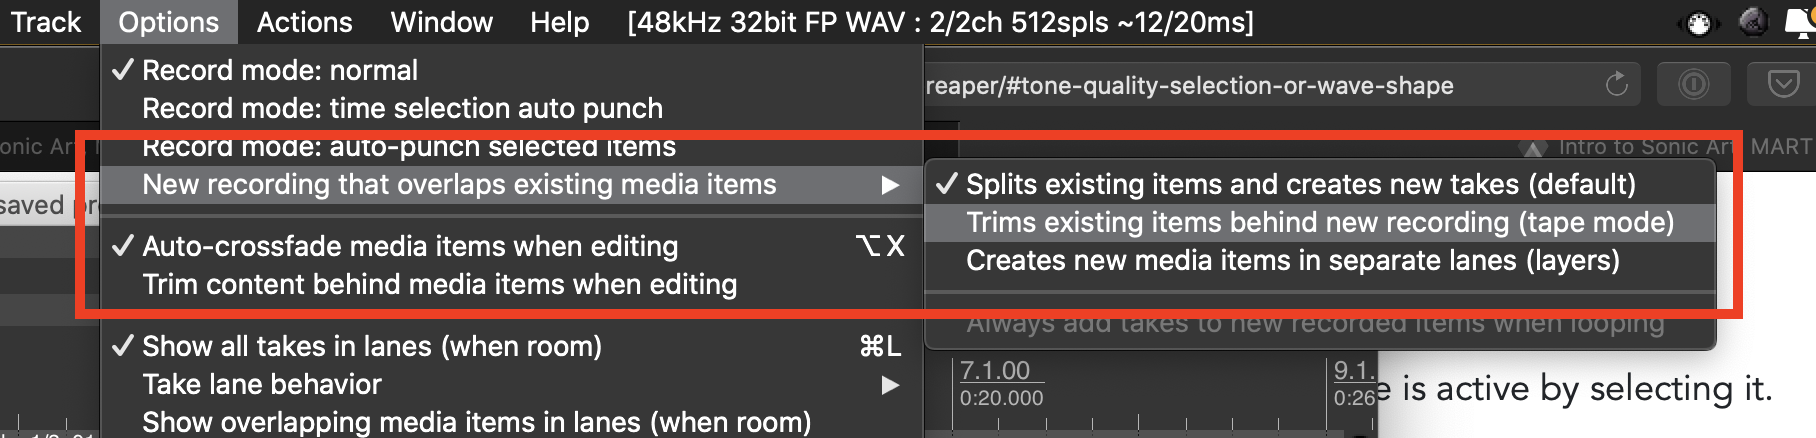 Track Options Actions Window Help [48kHz 32bit FP WAV : 2/2ch 512spls ~12/20ms]
Record mode: normal
reaper/#tone-quality-selection-or-wave-shape
Record mode: time selection auto punch
Record mode: auto-punch selected items
onic Art
Intro to Sonic Art MART
New recording that overlaps existing media items
Splits existing items and creates new takes (default)
saved pr
Trims existing items behind new recording (tape mode)
Auto-crossfade media items when editing ⌥X
Creates new media items in separate lanes (layers)
Trim content behind media items when editing
Always add takes to new recorded items when looping
Show all takes in lanes (when room) ⌘L
Take lane behavior
7.1.00
9.1.
0:20.000
0:26
e is active by selecting it.
Show overlapping media items in lanes (when room)